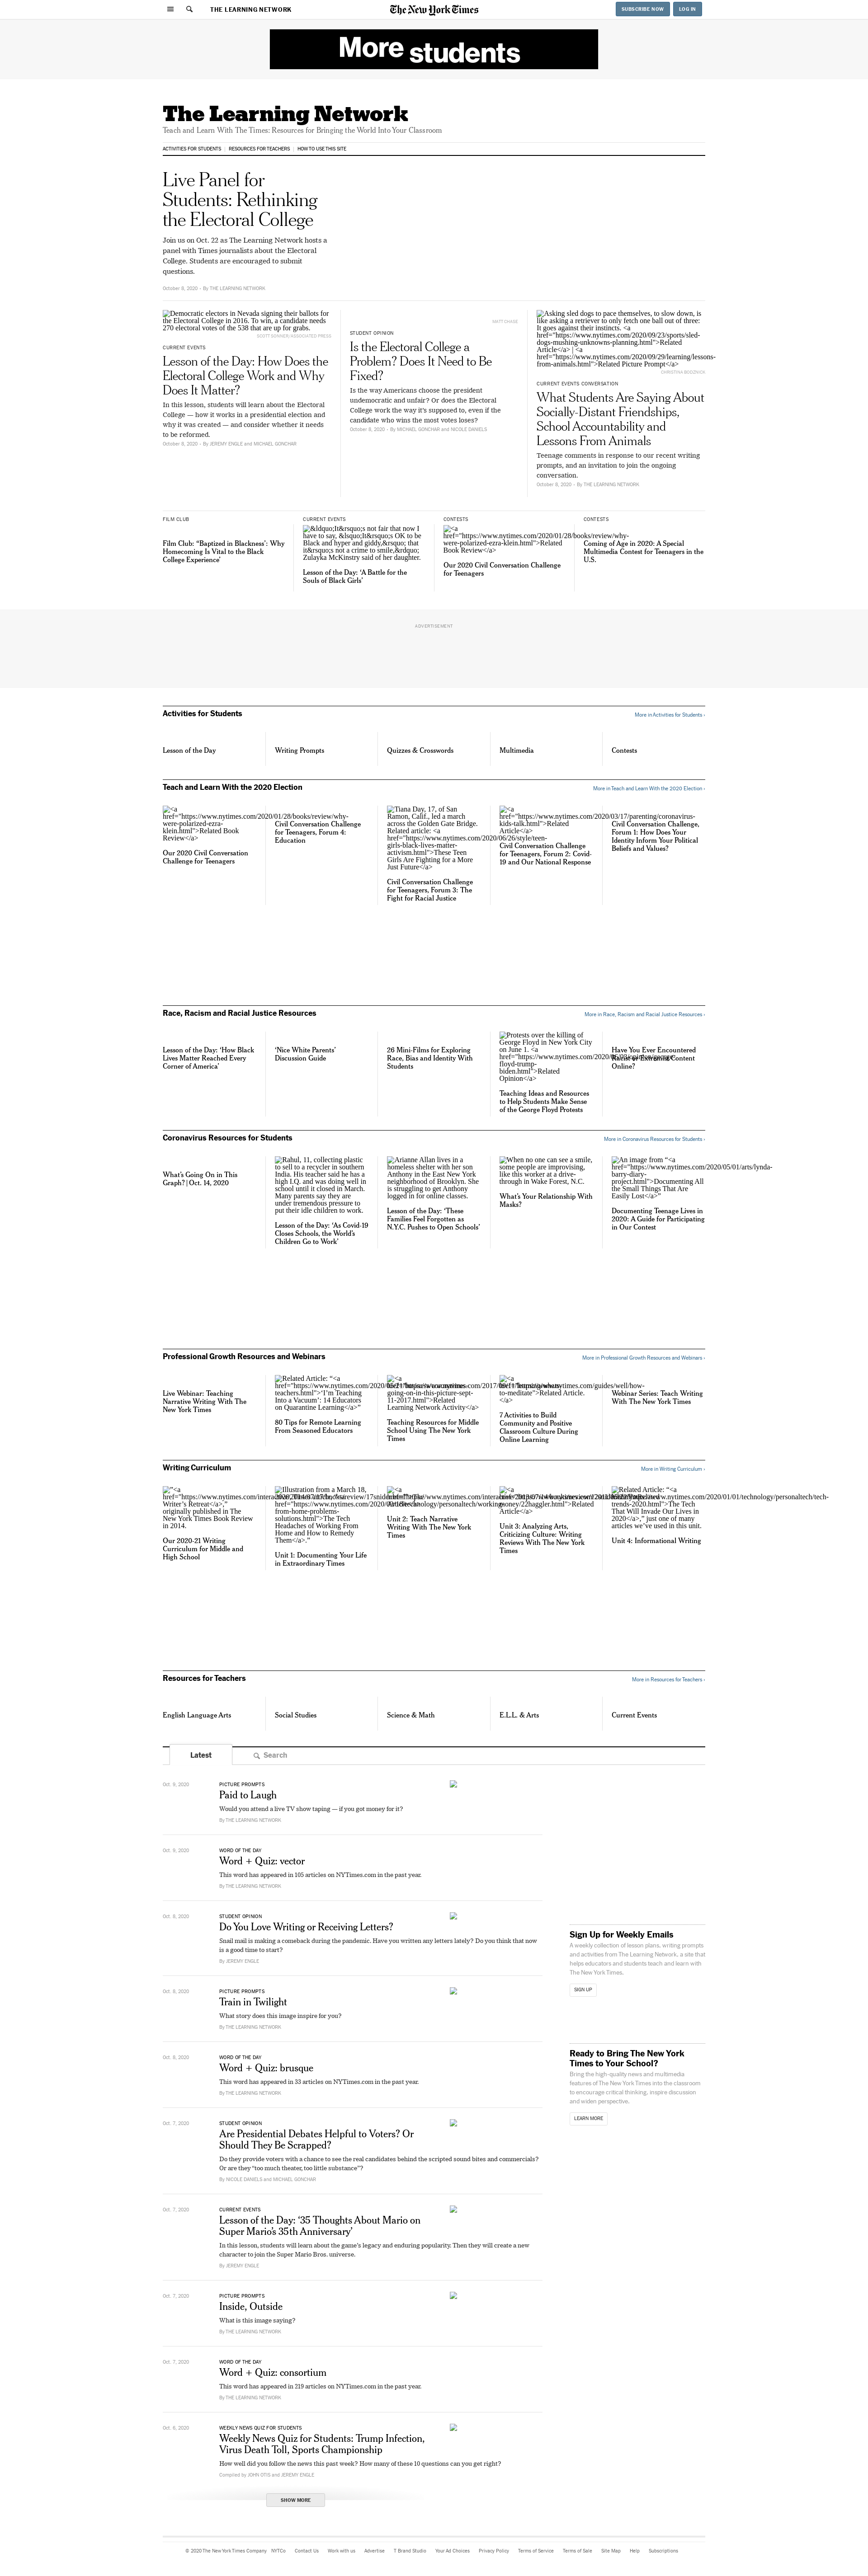 THE LEARNING NETWORK
The New York Times
SUBSCRIBE NOW
LOG IN
More students
The Learning Network
Teach and Learn With The Times: Resources for Bringing the World Into Your Classroom
ACTIVITIES FOR STUDENTS
RESOURCES FOR TEACHERS
HOW TO USE THIS SITE
Live Panel for
Students: Rethinking
the Electoral College
Join us on Oct. 22 as The Learning Network hosts a
panel with Times journalists about the Electoral
College. Students are encouraged to submit
questions.
October 8, 2020 - By THE LEARNING NETWORK
Democratic electors in Nevada signing their ballots for
the Electoral College in 2016. To win, a candidate needs
270 electoral votes of the 538 that are up for grabs.
SCOTT SONNER/ASSOCIATED PRESS
CURRENT EVENTS
Lesson of the Day: How Does the
Electoral College Work and Why
Does It Matter?
In this lesson, students will learn about the Electoral
College — how it works in a presidential election and
why it was created — and consider whether it needs
to be reformed.
October 8, 2020 - By JEREMY ENGLE and MICHAEL GONCHAR
MATT CHASE
STUDENT OPINION
Is the Electoral College a
Problem? Does It Need to Be
Fixed?
Is the way Americans choose the president
undemocratic and unfair? Or does the Electoral
College work the way it's supposed to, even if the
candidate who wins the most votes loses?
October 8, 2020 - By MICHAEL GONCHAR and NICOLE DANIELS
Asking sled dogs to pace themselves, to slow down, is
like asking a retriever to only fetch one ball out of three:
It goes against their instincts. <a
href="https://www.nytimes.com/2020/09/23/sports/sled-
dogs-mushing-unknowns-planning.html">Related
Article</a> | <a
href="https://www.nytimes.com/2020/09/29/learning/lessons-
from-animals.html">Related Picture Prompt</a>
CURRENT EVENTS CONVERSATION
What Students Are Saying About
Socially-Distant Friendships,
School Accountability and
Lessons From Animals
Teenage comments in response to our recent writing
prompts, and an invitation to join the ongoing
conversation.
October 8, 2020 - By THE LEARNING NETWORK
FILM CLUB
Film Club: “‘Baptized in Blackness’: Why
Homecoming Is Vital to the Black
College Experience’
CURRENT EVENTS
&ldquo;It&rsquo;s not fair that now I
have to say, &lsquo;It&rsquo;s OK to be
Black and hyper and giddy,&rsquo; that
it&rsquo;s not a crime to smile,&rdquo;
Zulayka McKinstry said of her daughter.
Lesson of the Day: ‘A Battle for the
Souls of Black Girls’
CONTESTS
<a
href="https://www.nytimes.com/2020/01/28/books/review/why-
were-polarized-ezra-klein.html">Related
Book Review</a>
Our 2020 Civil Conversation Challenge
for Teenagers
CONTESTS
Coming of Age in 2020: A Special
Multimedia Contest for Teenagers in the
U.S.
ADVERTISEMENT
Activities for Students
More in Activities for Students ›
Lesson of the Day
Writing Prompts
Quizzes & Crosswords
Multimedia
Contests
Teach and Learn With the 2020 Election
More in Teach and Learn With the 2020 Election ›
<a
href="https://www.nytimes.com/2020/01/28/books/review/why-
were-polarized-ezra-
klein.html">Related Book
Review</a>
Our 2020 Civil Conversation
Challenge for Teenagers
Civil Conversation Challenge
for Teenagers, Forum 4:
Education
Tiana Day, 17, of San
Ramon, Calif., led a march
across the Golden Gate Bridge.
Related article: <a
href="https://www.nytimes.com/2020/06/26/style/teen-
girls-black-lives-matter-
activism.html">These Teen
Girls Are Fighting for a More
Just Future</a>
Civil Conversation Challenge
for Teenagers, Forum 3: The
Fight for Racial Justice
<a
href="https://www.nytimes.com/2020/03/17/parenting/coronavirus-
kids-talk.html">Related
Article</a>
Civil Conversation Challenge
for Teenagers, Forum 2: Covid-
19 and Our National Response
Civil Conversation Challenge,
Forum 1: How Does Your
Identity Inform Your Political
Beliefs and Values?
Race, Racism and Racial Justice Resources
More in Race, Racism and Racial Justice Resources ›
Lesson of the Day: ‘How Black
Lives Matter Reached Every
Corner of America’
‘Nice White Parents’
Discussion Guide
26 Mini-Films for Exploring
Race, Bias and Identity With
Students
Protests over the killing of
George Floyd in New York City
on June 1. <a
floyd-trump-
biden.html">Related
Opinion</a>
Teaching Ideas and Resources
to Help Students Make Sense
of the George Floyd Protests
Have You Ever Encountered
Racist or Extremist Content
Online?
Coronavirus Resources for Students
More in Coronavirus Resources for Students ›
What’s Going On in This
Graph? | Oct. 14, 2020
Rahul, 11, collecting plastic
to sell to a recycler in southern
India. His teacher said he has a
high I.Q. and was doing well in
school until it closed in March.
Many parents say they are
under tremendous pressure to
put their idle children to work.
Lesson of the Day: ‘As Covid-19
Closes Schools, the World’s
Children Go to Work’
Arianne Allan lives in a
homeless shelter with her son
Anthony in the East New York
neighborhood of Brooklyn. She
is struggling to get Anthony
logged in for online classes.
Lesson of the Day: ‘These
Families Feel Forgotten as
N.Y.C. Pushes to Open Schools’
When no one can see a smile,
some people are improvising,
like this worker at a drive-
through in Wake Forest, N.C.
What’s Your Relationship With
Masks?
An image from “<a
href="https://www.nytimes.com/2020/05/01/arts/lynda-
barry-diary-
project.html">Documenting All
the Small Things That Are
Easily Lost</a>”
Documenting Teenage Lives in
2020: A Guide for Participating
in Our Contest
Professional Growth Resources and Webinars
More in Professional Growth Resources and Webinars ›
Live Webinar: Teaching
Narrative Writing With The
New York Times
Related Article: “<a
teachers.html">‘I’m Teaching
Into a Vacuum’: 14 Educators
on Quarantine Learning</a>”
80 Tips for Remote Learning
From Seasoned Educators
<a
going-on-in-this-picture-sept-
11-2017.html">Related
Learning Network Activity</a>
Teaching Resources for Middle
School Using The New York
Times
<a
to-meditate">Related Article.
</a>
7 Activities to Build
Community and Positive
Classroom Culture During
Online Learning
Webinar Series: Teach Writing
With The New York Times
Writing Curriculum
More in Writing Curriculum ›
“<a
Writer’s Retreat</a>,”
originally published in The
New York Times Book Review
in 2014.
Our 2020-21 Writing
Curriculum for Middle and
High School
Illustration from a March 18,
from-home-problems-
solutions.html">The Tech
Headaches of Working From
Home and How to Remedy
Them</a>.”
Unit 1: Documenting Your Life
in Extraordinary Times
<a
Unit 2: Teach Narrative
Writing With The New York
Times
<a
money/22haggler.html">Related
Article</a>
Unit 3: Analyzing Arts,
Criticizing Culture: Writing
Reviews With The New York
Times
Related Article: “<a
trends-2020.html">The Tech
That Will Invade Our Lives in
2020</a>,” just one of many
articles we’ve used in this unit.
Unit 4: Informational Writing
Resources for Teachers
More in Resources for Teachers ›
English Language Arts
Social Studies
Science & Math
E.L.L. & Arts
Current Events
Latest
Search
Oct. 9, 2020
PICTURE PROMPTS
Paid to Laugh
Would you attend a live TV show taping — if you got money for it?
By THE LEARNING NETWORK
Oct. 9, 2020
WORD OF THE DAY
Word + Quiz: vector
This word has appeared in 105 articles on NYTimes.com in the past year.
By THE LEARNING NETWORK
Oct. 8, 2020
STUDENT OPINION
Do You Love Writing or Receiving Letters?
Snail mail is making a comeback during the pandemic. Have you written any letters lately? Do you think that now
is a good time to start?
By JEREMY ENGLE
Oct. 8, 2020
PICTURE PROMPTS
Train in Twilight
What story does this image inspire for you?
By THE LEARNING NETWORK
Oct. 8, 2020
WORD OF THE DAY
Word + Quiz: brusque
This word has appeared in 33 articles on NYTimes.com in the past year.
By THE LEARNING NETWORK
Oct. 7, 2020
STUDENT OPINION
Are Presidential Debates Helpful to Voters? Or
Should They Be Scrapped?
Do they provide voters with a chance to see the real candidates behind the scripted sound bites and commercials?
Or are they “too much theater, too little substance”?
By NICOLE DANIELS and MICHAEL GONCHAR
Oct. 7, 2020
CURRENT EVENTS
Lesson of the Day: ‘35 Thoughts About Mario on
Super Mario’s 35th Anniversary’
In this lesson, students will learn about the game’s legacy and enduring popularity. Then they will create a new
character to join the Super Mario Bros. universe.
By JEREMY ENGLE
Oct. 7, 2020
PICTURE PROMPTS
Inside, Outside
What is this image saying?
By THE LEARNING NETWORK
Oct. 7, 2020
WORD OF THE DAY
Word + Quiz: consortium
This word has appeared in 219 articles on NYTimes.com in the past year.
By THE LEARNING NETWORK
Oct. 6, 2020
WEEKLY NEWS QUIZ FOR STUDENTS
Weekly News Quiz for Students: Trump Infection,
Virus Death Toll, Sports Championship
How well did you follow the news this past week? How many of these 10 questions can you get right?
Compiled by JOHN OTIS and JEREMY ENGLE
SHOW MORE
Sign Up for Weekly Emails
A weekly collection of lesson plans, writing prompts
and activities from The Learning Network, a site that
helps educators and students teach and learn with
The New York Times.
SIGN UP
Ready to Bring The New York
Times to Your School?
Bring the high-quality news and multimedia
features of The New York Times into the classroom
to encourage critical thinking, inspire discussion
and widen perspective.
LEARN MORE
© 2020 The New York Times Company
NYTCo
Contact Us
Work with us
Advertise
T Brand Studio
Your Ad Choices
Privacy Policy
Terms of Service
Terms of Sale
Site Map
Help
Subscriptions